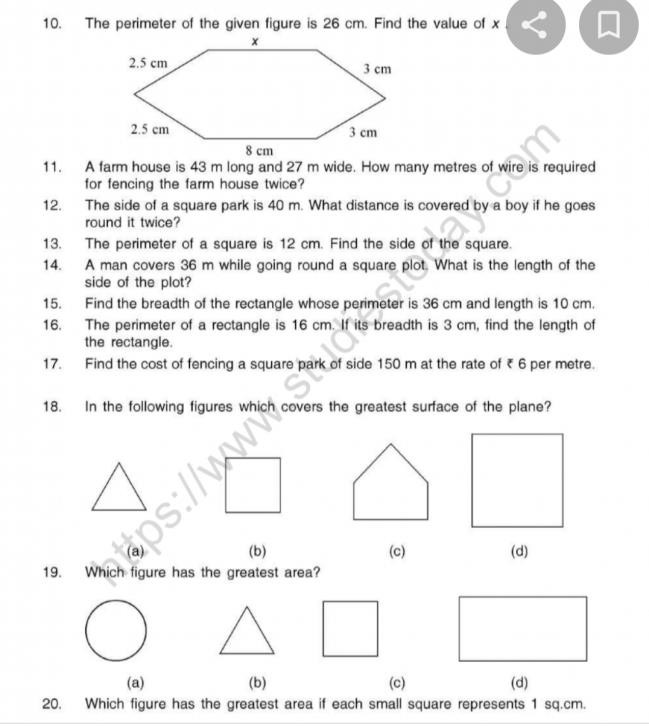 10. The perimeter of the given figure is 26 cm. Find the value of x.
x
2.5 cm
3 cm
2.5 cm
3 cm
8 cm
11. A farm house is 43 m long and 27 m wide. How many metres of wire is required
for fencing the farm house twice?
12. The side of a square park is 40 m. What distance is covered by a boy if he goes
round it twice?
13. The perimeter of a square is 12 cm. Find the side of the square.
14. A man covers 36 m while going round a square plot. What is the length of the
side of the plot?
15. Find the breadth of the rectangle whose perimeter is 36 cm and length is 10 cm.
16. The perimeter of a rectangle is 16 cm. If its breadth is 3 cm, find the length of
the rectangle.
17. Find the cost of fencing a square park of side 150 m at the rate of ₹ 6 per metre.
18. In the following figures which covers the greatest surface of the plane?
(a) (b) (c) (d)
19. Which figure has the greatest area?
(a) (b) (c) (d)
20. Which figure has the greatest area if each small square represents 1 sq.cm.
https://www.studiestoday.com